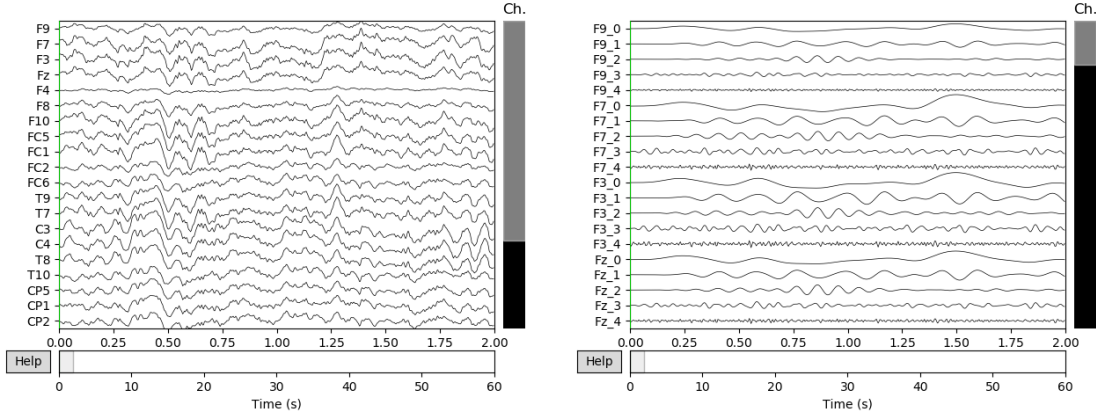 Ch.
F9
F7
F3
Fz
F4
F8
F10
FC5
FC1
FC2
FC6
T9
T7
C3
C4
T8
T10
CP5
CP1
CP2
0.00 0.25 0.50 0.75 1.00 1.25 1.50 1.75 2.00
Help
0 10 20 30 40 50 60
Time (s)
Ch.
F9_0
F9_1
F9_2
F9_3
F9_4
F7_0
F7_1
F7_2
F7_3
F7_4
F3_0
F3_1
F3_2
F3_3
F3_4
Fz_0
Fz_1
Fz_2
Fz_3
Fz_4
0.00 0.25 0.50 0.75 1.00 1.25 1.50 1.75 2.00
Help
0 10 20 30 40 50 60
Time (s)